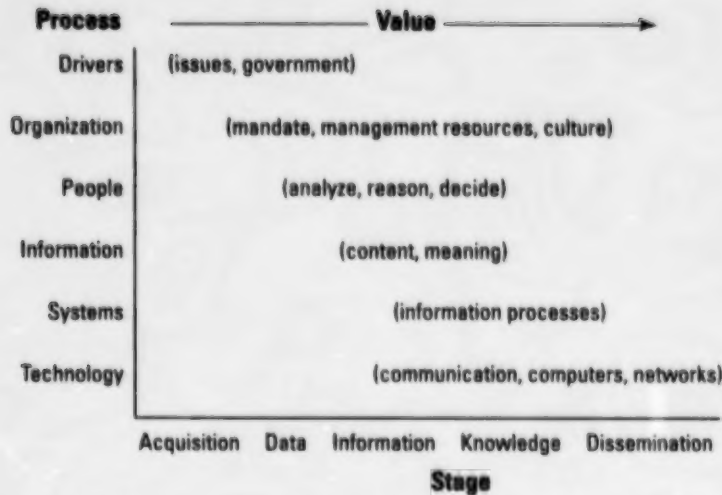 Process Value
Drivers (issues, government)
Organization (mandate, management resources, culture)
People (analyze, reason, decide)
Information (content, meaning)
Systems (information processes)
Technology (communication, computers, networks)
Acquisition Data Information Knowledge Dissemination
Stage